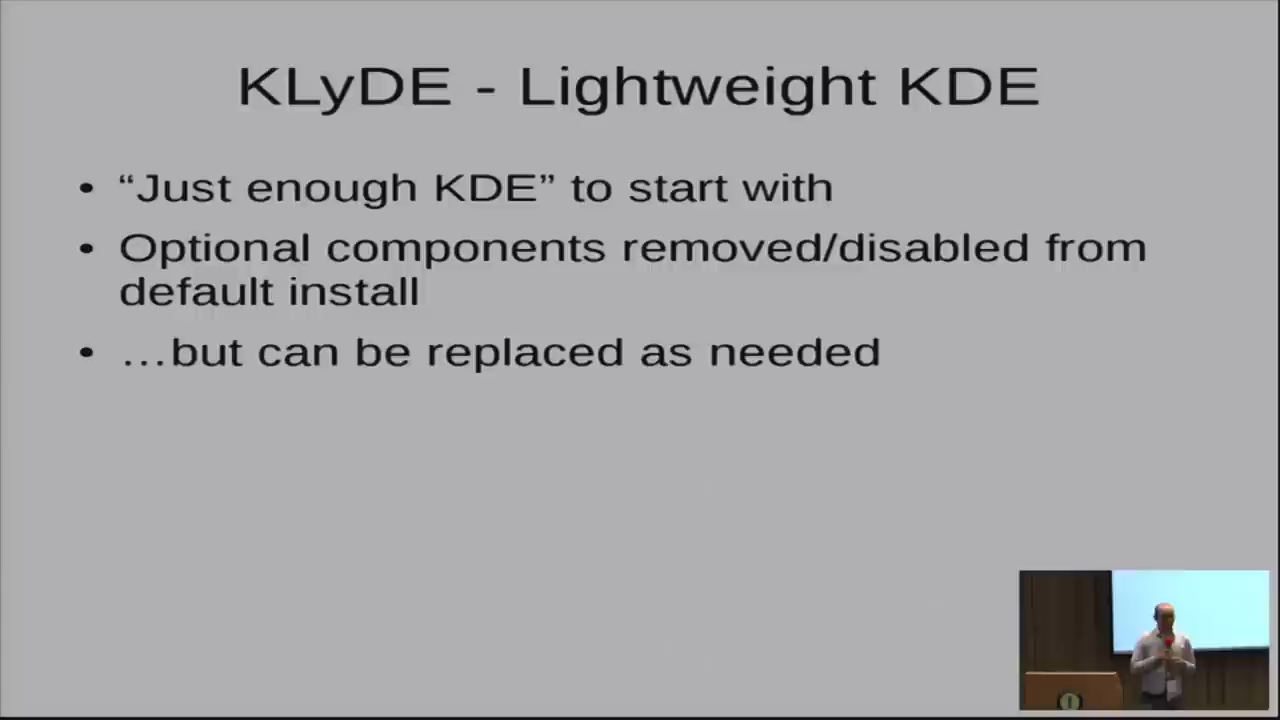 KLyDE - Lightweight KDE
• “Just enough KDE” to start with
• Optional components removed/disabled from
default install
• …but can be replaced as needed